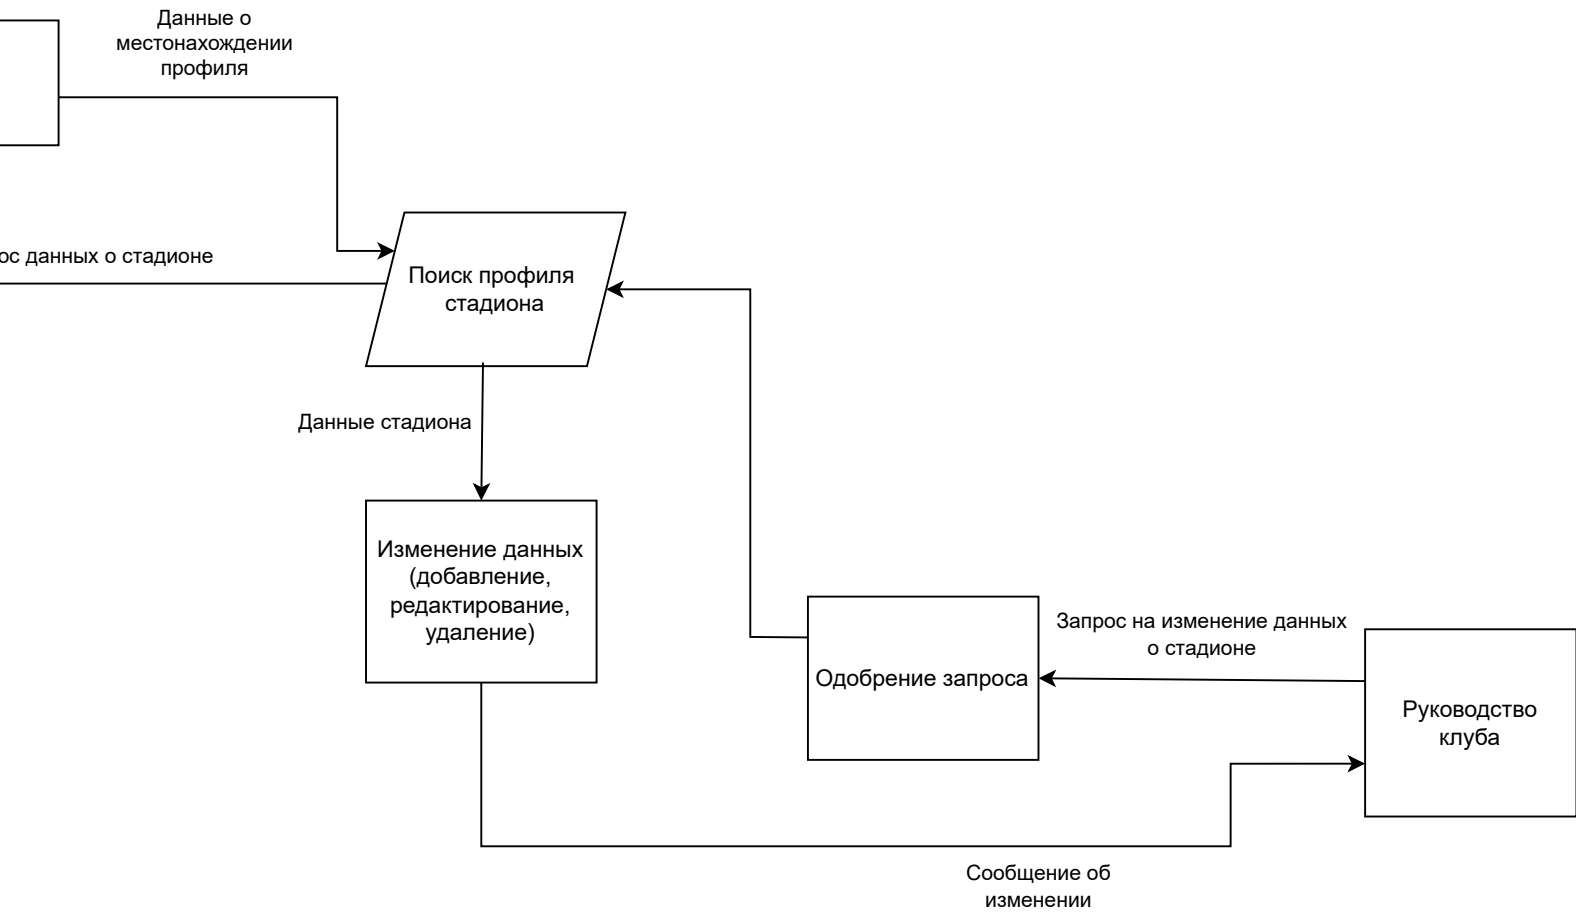 Данные о
местонахождении
профиля
данных о стадионе
Поиск профиля
стадиона
Данные стадиона
Изменение данных
(добавление,
редактирование,
удаление)
Запрос на изменение данных
о стадионе
Одобрение запроса
Руководство
клуба
Сообщение об
изменении